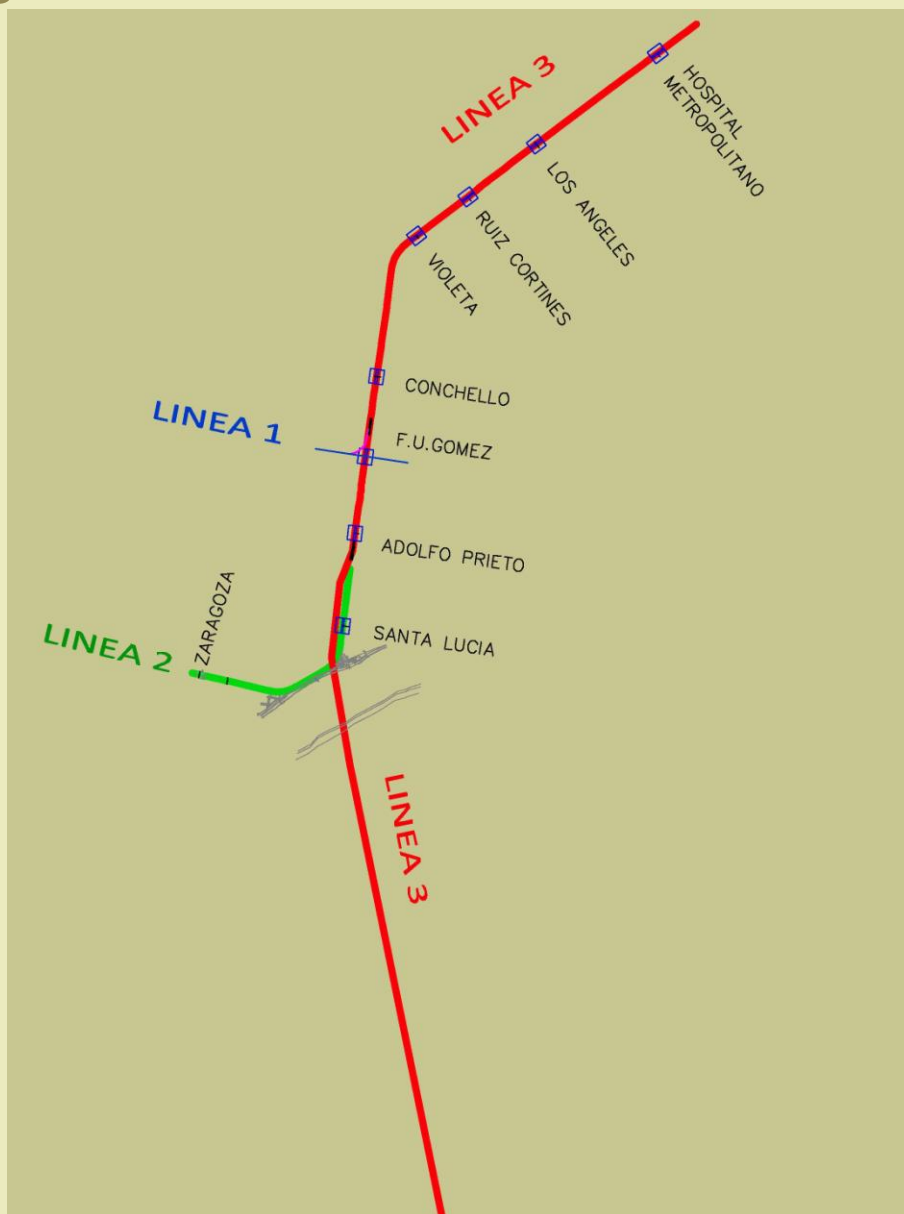 LINEA 3
HOSPITAL
METROPOLITANO
LOS ANGELES
RUIZ CORTINES
VIOLETA
CONCHELLO
LINEA 1
F.U.GOMEZ
ADOLFO PRIETO
ZARAGOZA
SANTA LUCIA
LINEA 2
LINEA 3